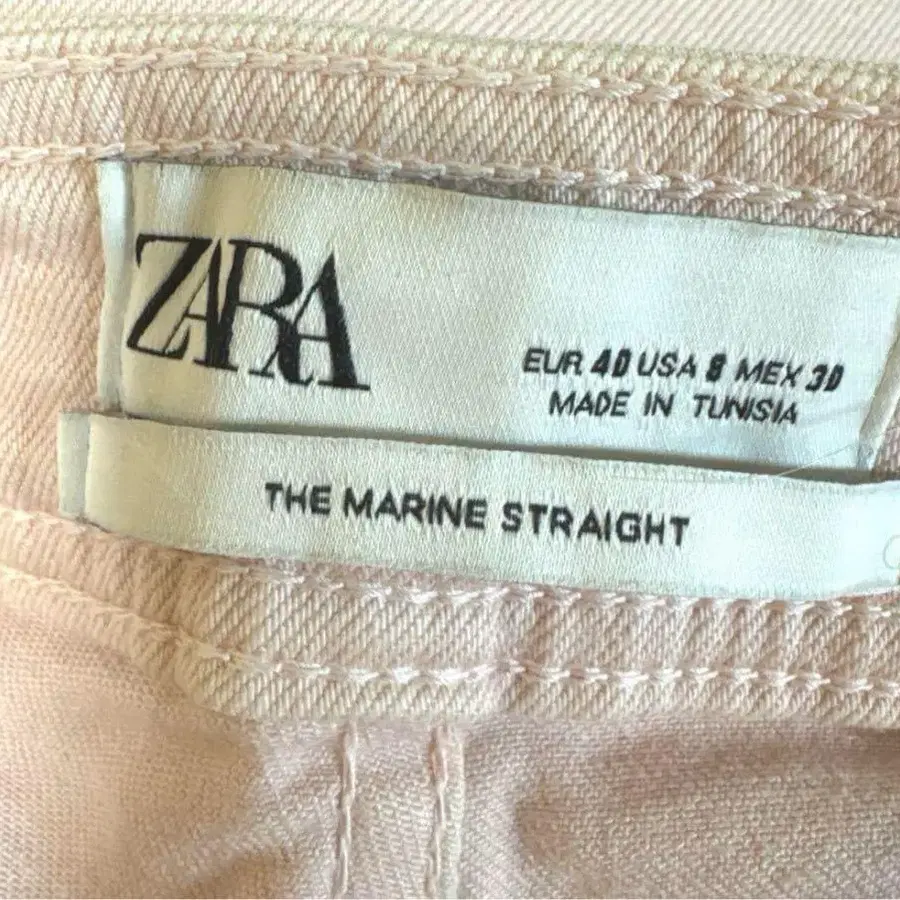 ZARA
EUR 40 USA 8 MEX 30
MADE IN TUNISIA
THE MARINE STRAIGHT